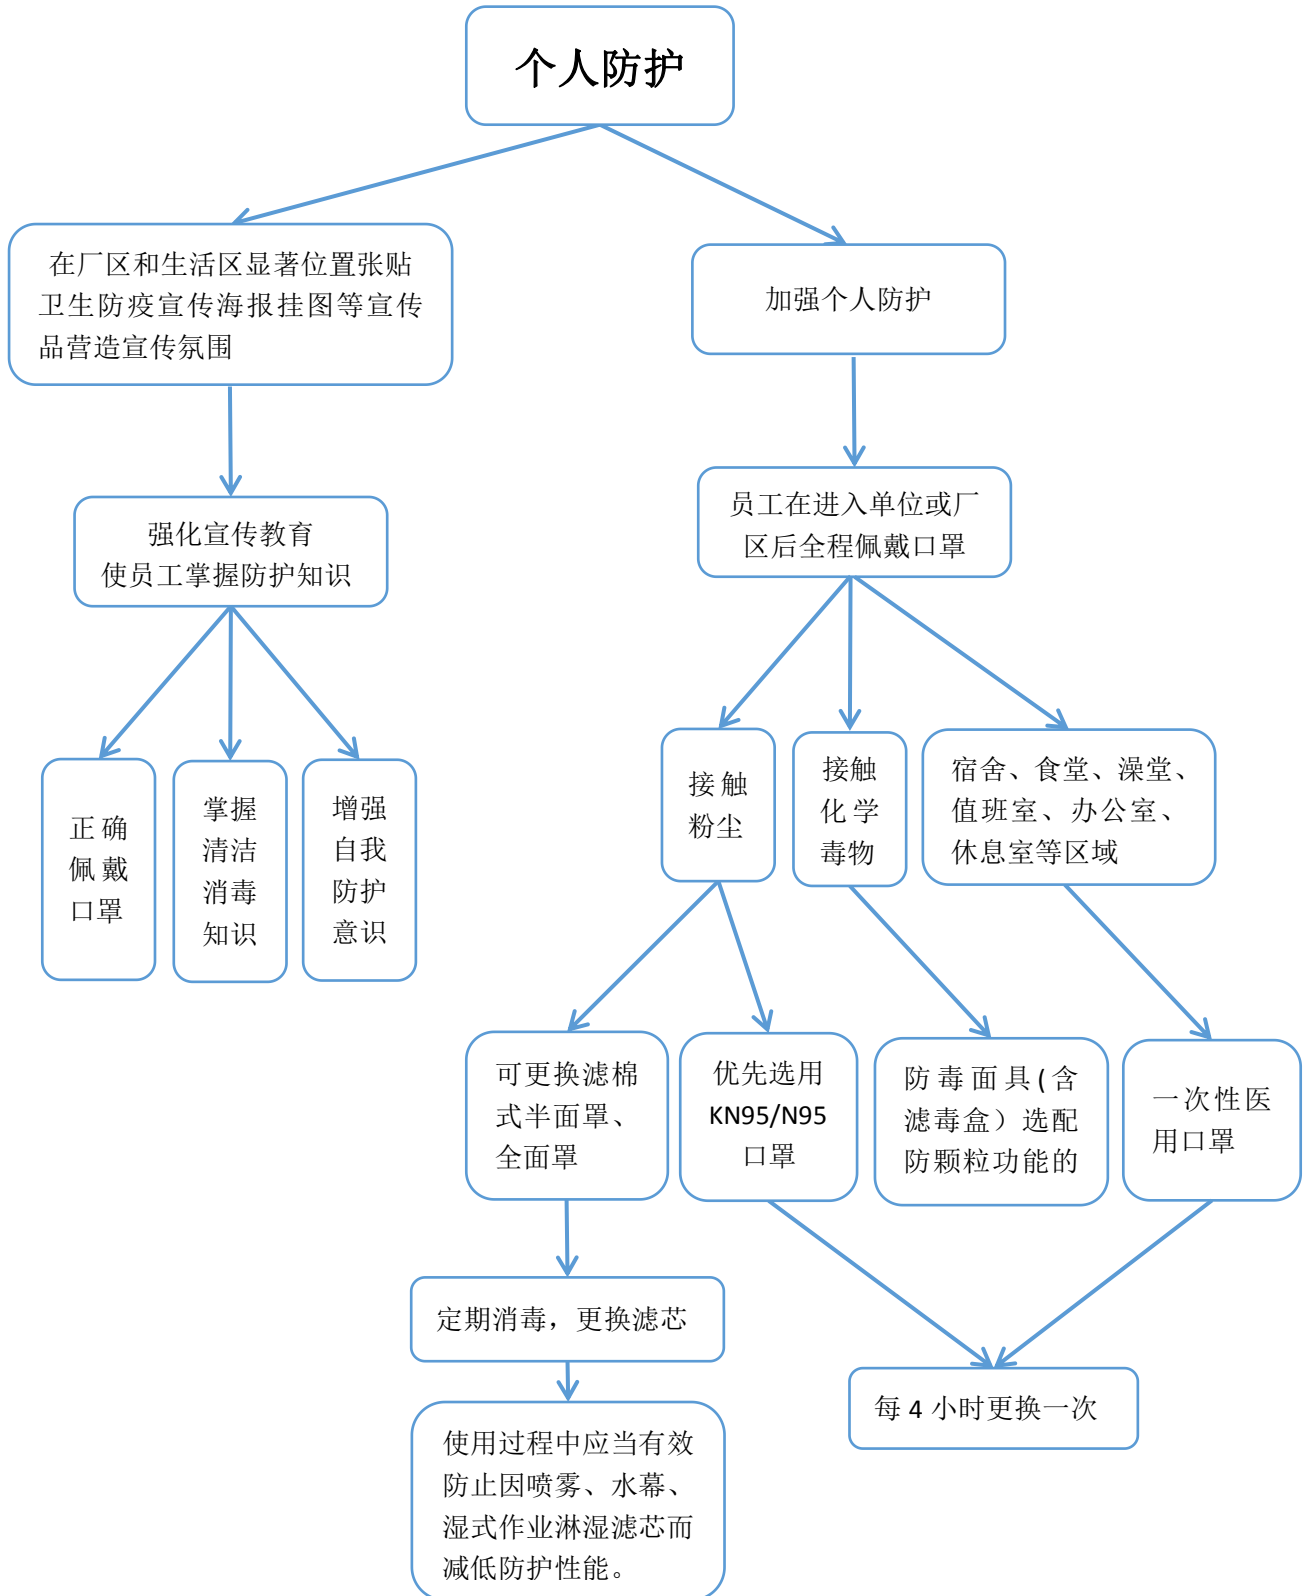 个人防护
在厂区和生活区显著位置张贴
卫生防疫宣传海报挂图等宣传
品营造宣传氛围
加强个人防护
强化宣传教育
使员工掌握防护知识
员工在进入单位或厂
区后全程佩戴口罩
正确
佩戴
口罩
掌握
清洁
消毒
知识
增强
自我
防护
意识
接触
粉尘
接触
化学
毒物
宿舍、食堂、澡堂、
值班室、办公室、
休息室等区域
可更换滤棉
式半面罩、
全面罩
优先选用
KN95/N95
口罩
防毒面具(含
滤毒盒）选配
防颗粒功能的
一次性医
用口罩
定期消毒，更换滤芯
每 4 小时更换一次
使用过程中应当有效
防止因喷雾、水幕、
湿式作业淋湿滤芯而
减低防护性能。